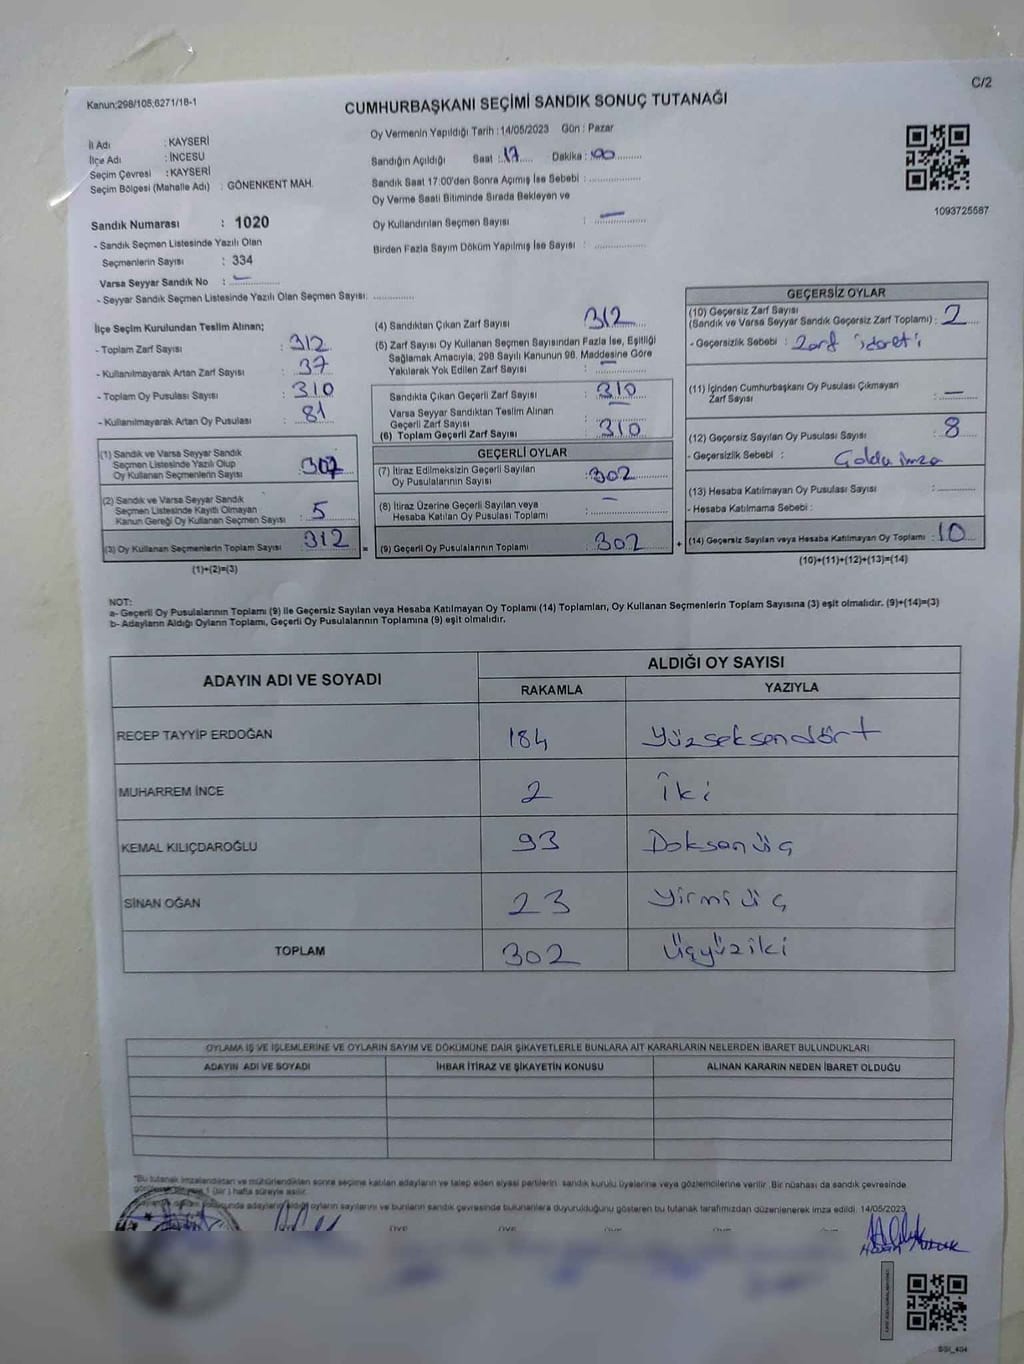 C/2
Kanun;298/105;6271/18-1
CUMHURBAŞKANI SEÇİMİ SANDIK SONUÇ TUTANAĞI
İl Adı : KAYSERİ
İlçe Adı : İNCESU
Seçim Çevresi : KAYSERİ
Seçim Bölgesi (Mahalle Adı) : GÖNENKENT MAH.
Sandık Numarası : 1020
- Sandık Seçmen Listesinde Yazılı Olan
Seçmenlerin Sayısı : 334
Varsa Seyyar Sandık No : —
- Seyyar Sandık Seçmen Listesinde Yazılı Olan Seçmen Sayısı:
Oy Vermenin Yapıldığı Tarih : 14/05/2023 Gün : Pazar
Sandığın Açıldığı Saat : 17 Dakika : 00
Sandık Saat 17:00'den Sonra Açımış İse Sebebi :
Oy Verme Saati Bitiminde Sırada Bekleyen ve
Oy Kullandırılan Seçmen Sayısı : —
Birden Fazla Sayım Döküm Yapılmış İse Sayısı :
1093725587
İlçe Seçim Kurulundan Teslim Alınan;
- Toplam Zarf Sayısı : 312
- Kullanılmayarak Artan Zarf Sayısı : 37
- Toplam Oy Pusulası Sayısı : 310
- Kullanılmayarak Artan Oy Pusulası : 81
(1) Sandık ve Varsa Seyyar Sandık
Seçmen Listesinde Yazılı Olup
Oy Kullanan Seçmenlerin Sayısı : 307
(2) Sandık ve Varsa Seyyar Sandık
Seçmen Listesinde Kayıtlı Olmayan
Kanun Gereği Oy Kullanan Seçmen Sayısı : 5
(3) Oy Kullanan Seçmenlerin Toplam Sayısı : 312
(1)+(2)=(3)
(4) Sandıktan Çıkan Zarf Sayısı : 312
(5) Zarf Sayısı Oy Kullanan Seçmen Sayısından Fazla İse, Eşitliği
Sağlamak Amacıyla, 298 Sayılı Kanunun 98. Maddesine Göre
Yakılarak Yok Edilen Zarf Sayısı : —
Sandıkta Çıkan Geçerli Zarf Sayısı : 310
Varsa Seyyar Sandıktan Teslim Alınan
Geçerli Zarf Sayısı : —
(6) Toplam Geçerli Zarf Sayısı : 310
GEÇERLİ OYLAR
(7) İtiraz Edilmeksizin Geçerli Sayılan
Oy Pusulalarının Sayısı : 302
(8) İtiraz Üzerine Geçerli Sayılan veya
Hesaba Katılan Oy Pusulası Toplamı : —
= (9) Geçerli Oy Pusulalarının Toplamı : 302
GEÇERSİZ OYLAR
(10) Geçersiz Zarf Sayısı
(Sandık ve Varsa Seyyar Sandık Geçersiz Zarf Toplamı) : 2
- Geçersizlik Sebebi : Zarf işareti
(11) İçinden Cumhurbaşkanı Oy Pusulası Çıkmayan
Zarf Sayısı : —
(12) Geçersiz Sayılan Oy Pusulası Sayısı : 8
- Geçersizlik Sebebi : imza
(13) Hesaba Katılmayan Oy Pusulası Sayısı :
- Hesaba Katılmama Sebebi :
+ (14) Geçersiz Sayılan veya Hesaba Katılmayan Oy Toplamı : 10
(10)+(11)+(12)+(13)=(14)
NOT:
a- Geçerli Oy Pusulalarının Toplamı (9) ile Geçersiz Sayılan veya Hesaba Katılmayan Oy Toplamı (14) Toplamları, Oy Kullanan Seçmenlerin Toplam Sayısına (3) eşit olmalıdır. (9)+(14)=(3)
b- Adayların Aldığı Oyların Toplamı, Geçerli Oy Pusulalarının Toplamına (9) eşit olmalıdır.
ADAYIN ADI VE SOYADI ALDIĞI OY SAYISI
RAKAMLA YAZIYLA
RECEP TAYYİP ERDOĞAN 184 Yüzseksendört
MUHARREM İNCE 2 İki
KEMAL KILIÇDAROĞLU 93 Doksanüç
SİNAN OĞAN 23 Yirmiüç
TOPLAM 302 Üçyüziki
OYLAMA İŞ VE İŞLEMLERİNE VE OYLARIN SAYIM VE DÖKÜMÜNE DAİR ŞİKAYETLERLE BUNLARA AİT KARARLARIN NELERDEN İBARET BULUNDUKLARI
ADAYIN ADI VE SOYADI İHBAR İTİRAZ VE ŞİKAYETİN KONUSU ALINAN KARARIN NEDEN İBARET OLDUĞU
"Bu tutanak imzalandıktan ve mühürlendikten sonra seçime katılan adayların ve talep eden siyasi partilerin sandık kurulu üyelerine veya gözlemcilerine verilir. Bir nüshası da sandık çevresinde
1 (bir) hafta süreyle asılır.
adayların aldığı oyların sayılarını ve bunların sandık çevresinde bulunanlara duyurulduğunu gösteren bu tutanak tarafımızdan düzenlenerek imza edildi. 14/05/2023